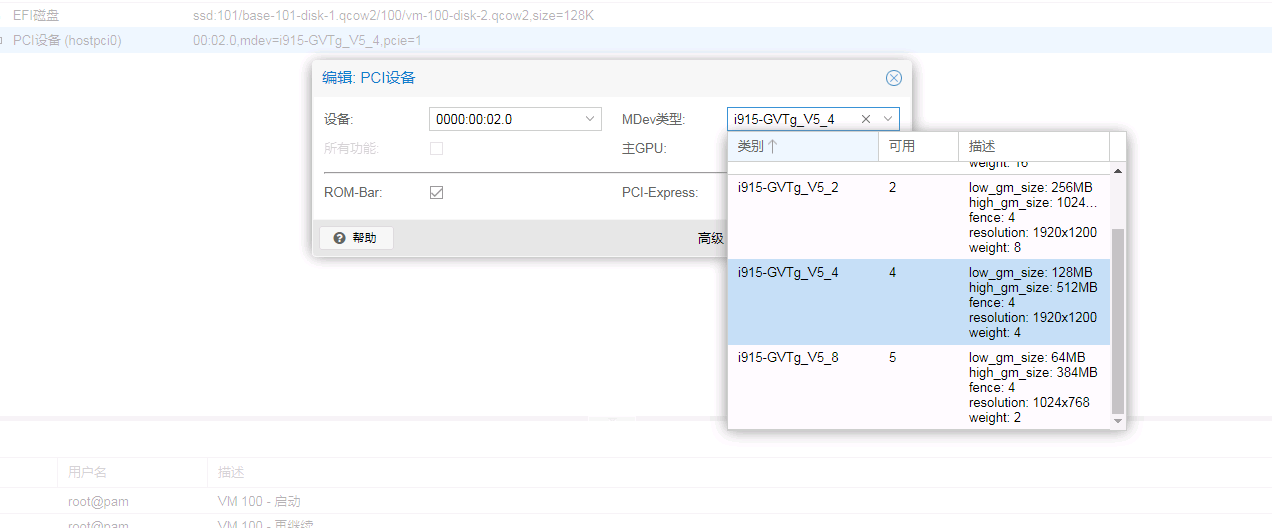 EFI磁盘 ssd:101/base-101-disk-1.qcow2/100/vm-100-disk-2.qcow2,size=128K
PCI设备 (hostpci0) 00:02.0,mdev=i915-GVTg_V5_4,pcie=1
编辑: PCI设备
设备: 0000:00:02.0 MDev类型: i915-GVTg_V5_4
所有功能: 主GPU:
ROM-Bar: PCI-Express:
帮助 高级
类别 可用 描述
weight: 16
i915-GVTg_V5_2 2 low_gm_size: 256MB
high_gm_size: 1024...
fence: 4
resolution: 1920x1200
weight: 8
i915-GVTg_V5_4 4 low_gm_size: 128MB
high_gm_size: 512MB
fence: 4
resolution: 1920x1200
weight: 4
i915-GVTg_V5_8 5 low_gm_size: 64MB
high_gm_size: 384MB
fence: 4
resolution: 1024x768
weight: 2
用户名 描述
root@pam VM 100 - 启动
root@pam VM 100 - 再继续